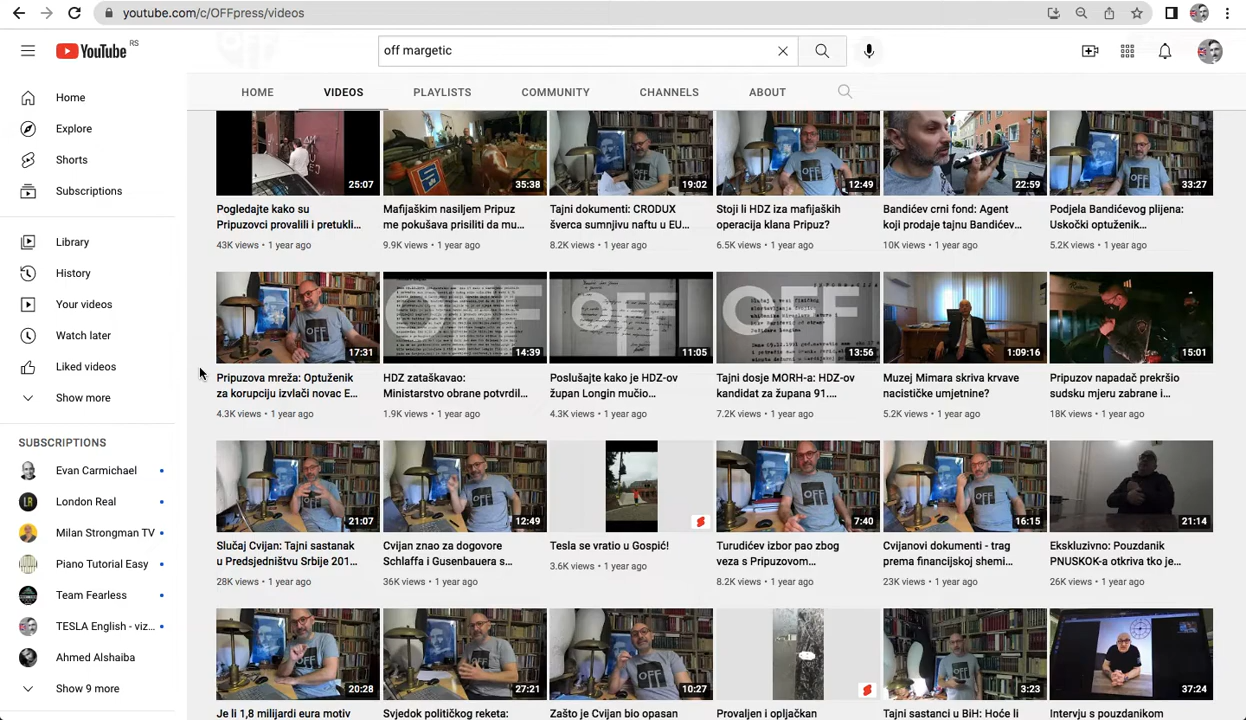 youtube.com/c/OFFpress/videos
YouTube RS
off margetic
HOME VIDEOS PLAYLISTS COMMUNITY CHANNELS ABOUT
Home
Explore
Shorts
Subscriptions
Library
History
Your videos
Watch later
Liked videos
Show more
SUBSCRIPTIONS
Evan Carmichael
London Real
Milan Strongman TV
Piano Tutorial Easy
Team Fearless
TESLA English - viz...
Ahmed Alshaiba
Show 9 more
25:07
Pogledajte kako su
Pripuzovci provalili i pretukli...
43K views • 1 year ago
35:38
Mafijaškim nasiljem Pripuz
me pokušava prisiliti da mu...
9.9K views • 1 year ago
19:02
Tajni dokumenti: CRODUX
šverca sumnjivu naftu u EU...
8.2K views • 1 year ago
12:49
Stoji li HDZ iza mafijaških
operacija klana Pripuz?
6.5K views • 1 year ago
22:59
Bandićev crni fond: Agent
koji prodaje tajnu Bandićev...
10K views • 1 year ago
33:27
Podjela Bandićevog plijena:
Uskočki optuženik...
5.2K views • 1 year ago
OFF
17:31
Pripuzova mreža: Optuženik
za korupciju izvlači novac E...
4.3K views • 1 year ago
OFF
14:39
HDZ zataškavao:
Ministarstvo obrane potvrdil...
1.9K views • 1 year ago
OFF
11:05
Poslušajte kako je HDZ-ov
župan Longin mučio...
4.3K views • 1 year ago
OFF
13:56
Tajni dosje MORH-a: HDZ-ov
kandidat za župana 91....
7.2K views • 1 year ago
1:09:16
Muzej Mimara skriva krvave
nacističke umjetnine?
5.2K views • 1 year ago
15:01
Pripuzov napadač prekršio
sudsku mjeru zabrane i...
18K views • 1 year ago
21:07
Slučaj Cvijan: Tajni sastanak
u Predsjedništvu Srbije 201...
28K views • 1 year ago
12:49
Cvijan znao za dogovore
Schlaffa i Gusenbauera s...
36K views • 1 year ago
Tesla se vratio u Gospić!
3.6K views • 1 year ago
OFF
7:40
Turudićev izbor pao zbog
veza s Pripuzovom...
8.2K views • 1 year ago
OFF
16:15
Cvijanovi dokumenti - trag
prema financijskoj shemi...
23K views • 1 year ago
21:14
Ekskluzivno: Pouzdanik
PNUSKOK-a otkriva tko je...
26K views • 1 year ago
OFF
20:28
Je li 1,8 milijardi eura motiv
27:21
Svjedok političkog reketa:
OFF
10:27
Zašto je Cvijan bio opasan
Provaljen i opljačkan
3:23
Tajni sastanci u BiH: Hoće li
37:24
Intervju s pouzdanikom